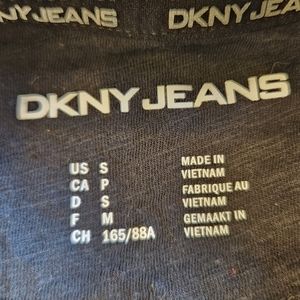 DKNY JEANS
DKNY JEA
DKNY JEANS
US S
CA P
D S
F M
CH 165/88A
MADE IN
VIETNAM
FABRIQUE AU
VIETNAM
GEMAAKT IN
VIETNAM